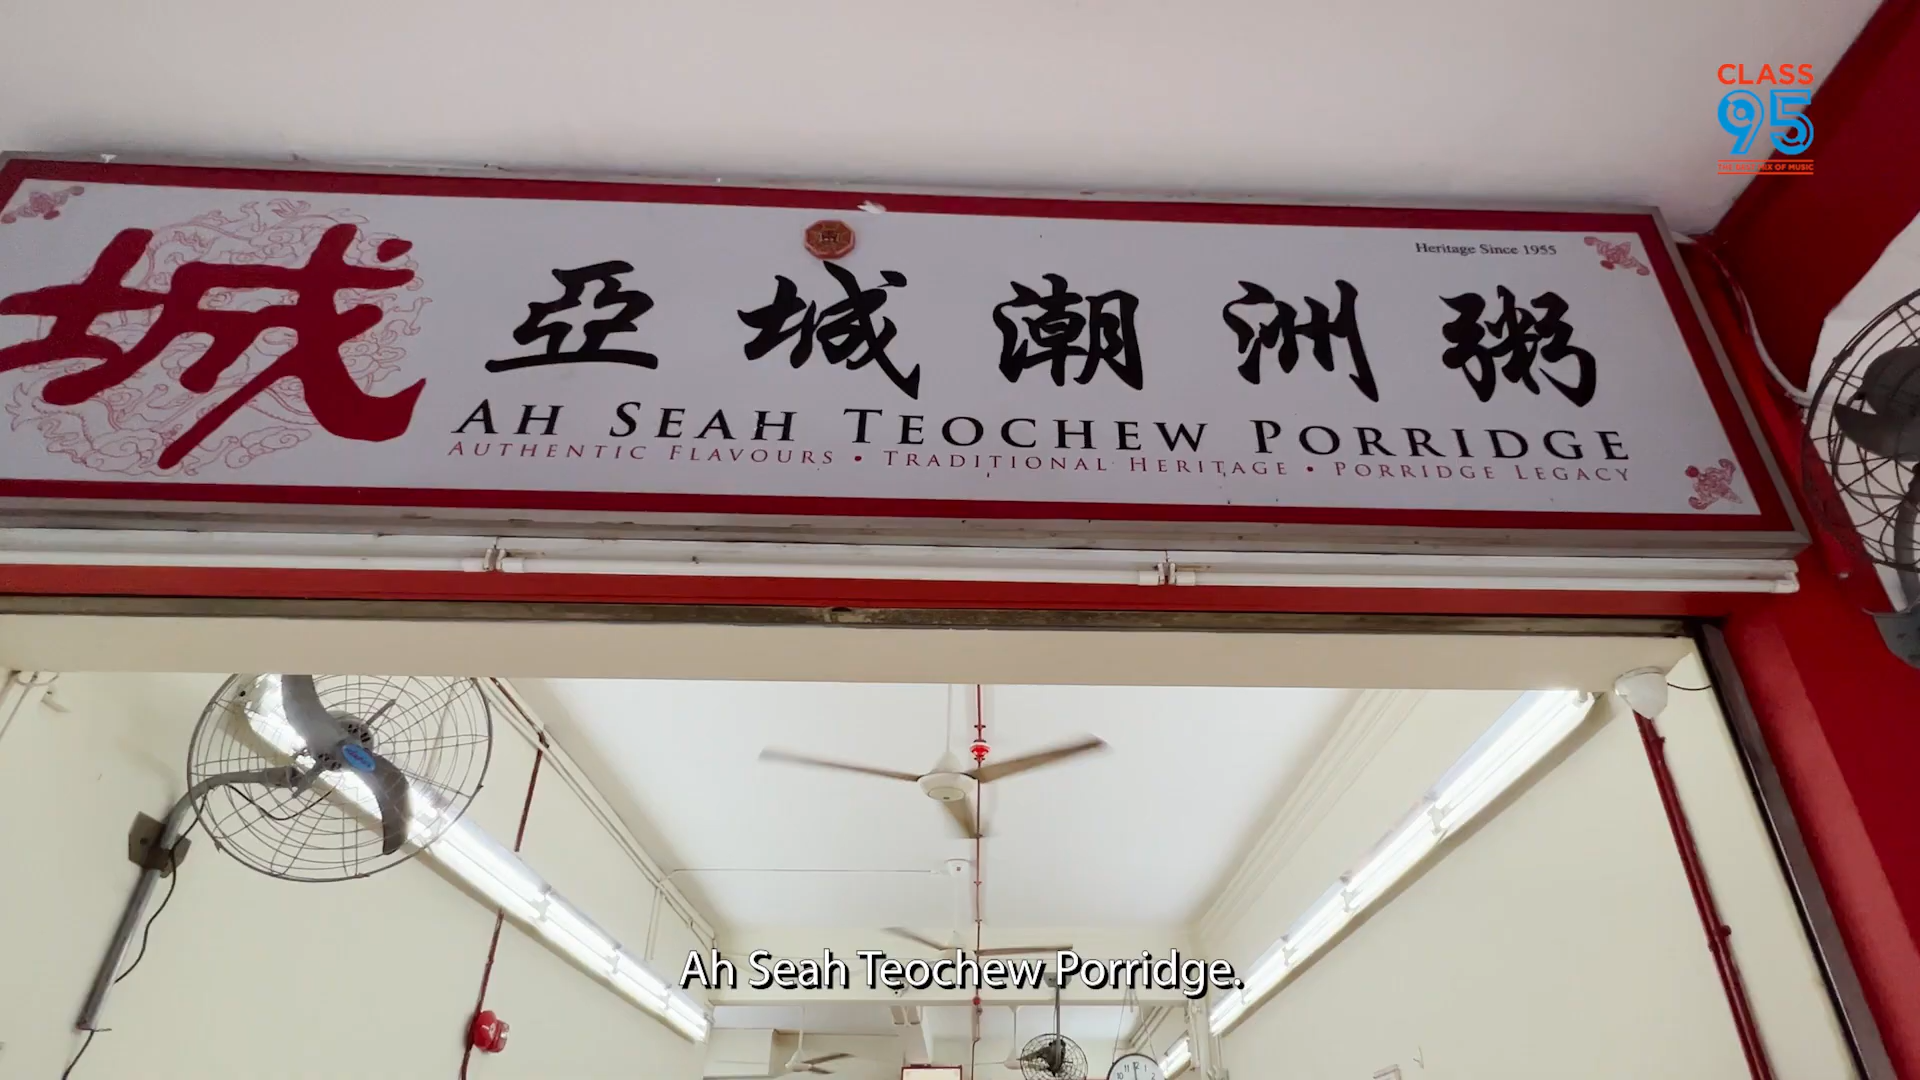 CLASS
95
Heritage Since 1955
城
亞城潮洲粥
AH SEAH TEOCHEW PORRIDGE
AUTHENTIC FLAVOURS • TRADITIONAL HERITAGE • PORRIDGE LEGACY
Ah Seah Teochew Porridge.